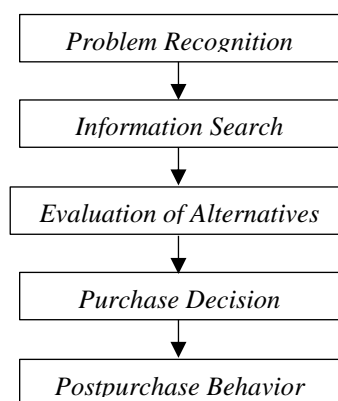 Problem Recognition
Information Search
Evaluation of Alternatives
Purchase Decision
Postpurchase Behavior